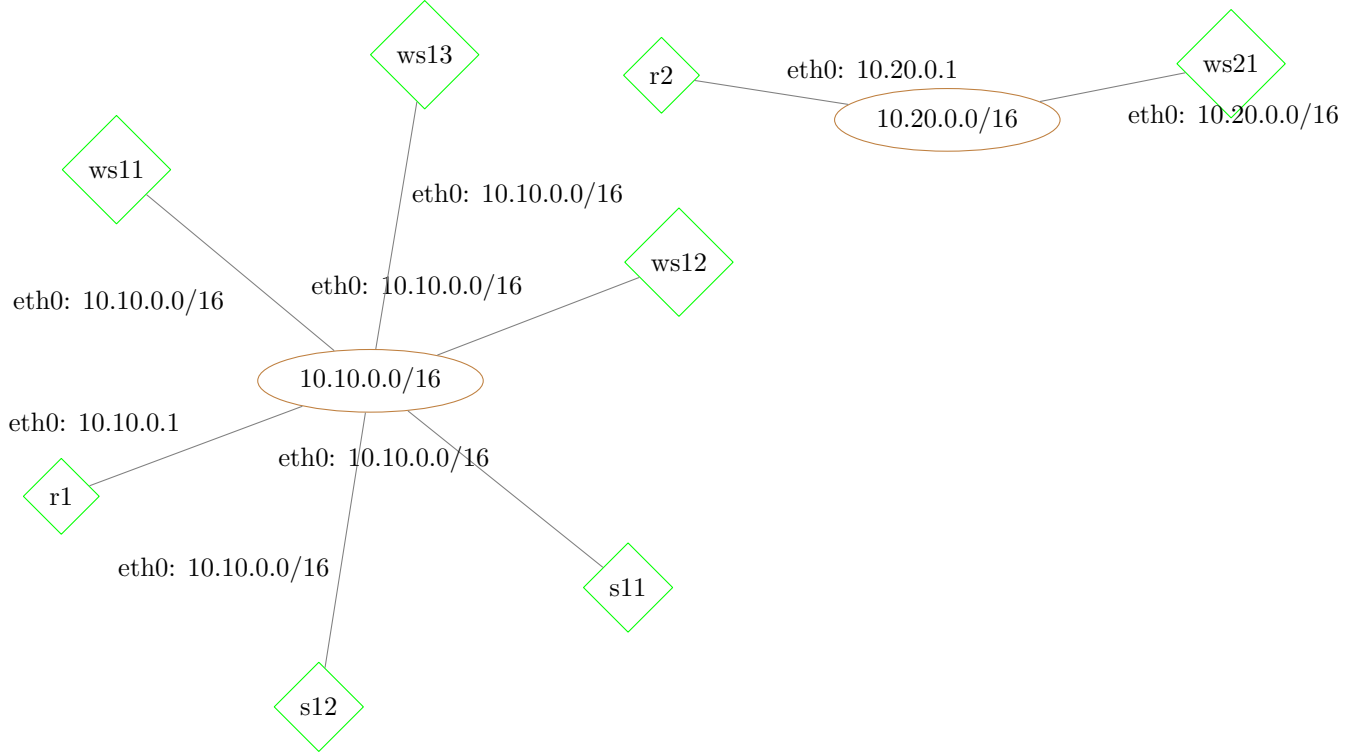 ws13
r2
eth0: 10.20.0.1
ws21
10.20.0.0/16
eth0: 10.20.0.0/16
ws11
eth0: 10.10.0.0/16
ws12
eth0: 10.10.0.0/16
eth0: 10.10.0.0/16
10.10.0.0/16
eth0: 10.10.0.1
eth0: 10.10.0.0/16
r1
eth0: 10.10.0.0/16
s11
s12